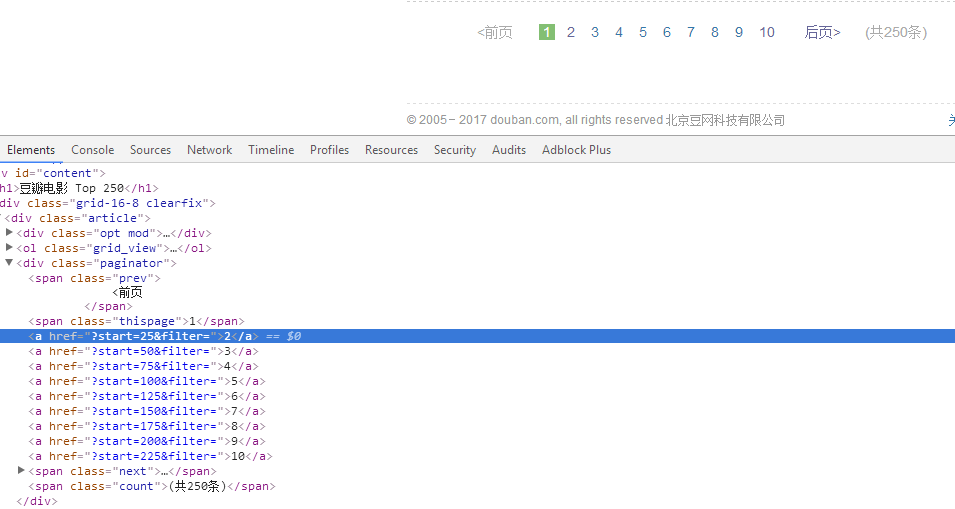 <前页 1 2 3 4 5 6 7 8 9 10 后页> (共250条)
© 2005－2017 douban.com, all rights reserved 北京豆网科技有限公司
Elements Console Sources Network Timeline Profiles Resources Security Audits Adblock Plus
v id="content">
h1>豆瓣电影 Top 250</h1>
div class="grid-16-8 clearfix">
<div class="article">
<div class="opt mod">…</div>
<ol class="grid_view">…</ol>
<div class="paginator">
<span class="prev">
<前页
</span>
<span class="thispage">1</span>
<a href="?start=25&filter=">2</a> == $0
<a href="?start=50&filter=">3</a>
<a href="?start=75&filter=">4</a>
<a href="?start=100&filter=">5</a>
<a href="?start=125&filter=">6</a>
<a href="?start=150&filter=">7</a>
<a href="?start=175&filter=">8</a>
<a href="?start=200&filter=">9</a>
<a href="?start=225&filter=">10</a>
<span class="next">…</span>
<span class="count">(共250条)</span>
</div>